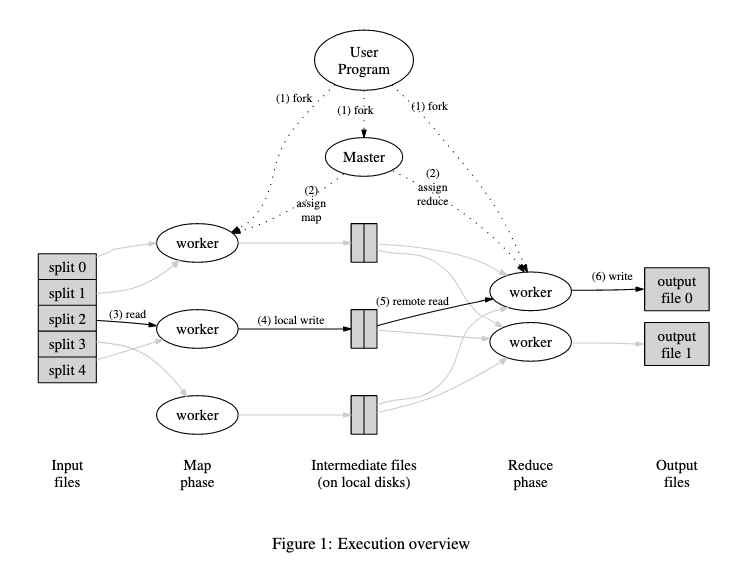 User
Program
(1) fork
(1) fork
(1) fork
Master
(2)
assign
map
(2)
assign
reduce
worker
split 0
split 1
split 2
split 3
split 4
(3) read
worker
(4) local write
(5) remote read
worker
(6) write
output
file 0
worker
output
file 1
worker
Input
files
Map
phase
Intermediate files
(on local disks)
Reduce
phase
Output
files
Figure 1: Execution overview